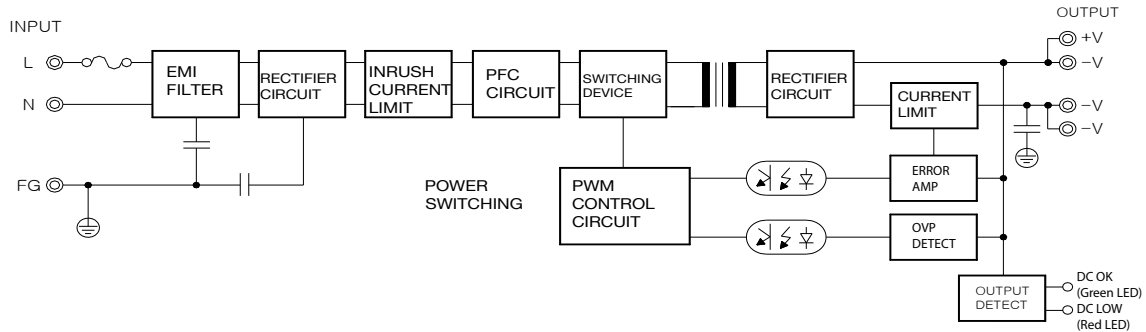 INPUT
OUTPUT
+V
L
−V
EMI
FILTER
RECTIFIER
CIRCUIT
INRUSH
CURRENT
LIMIT
PFC
CIRCUIT
SWITCHING
DEVICE
RECTIFIER
CIRCUIT
CURRENT
LIMIT
N
−V
−V
FG
POWER
SWITCHING
PWM
CONTROL
CIRCUIT
ERROR
AMP
OVP
DETECT
OUTPUT
DETECT
DC OK
(Green LED)
DC LOW
(Red LED)